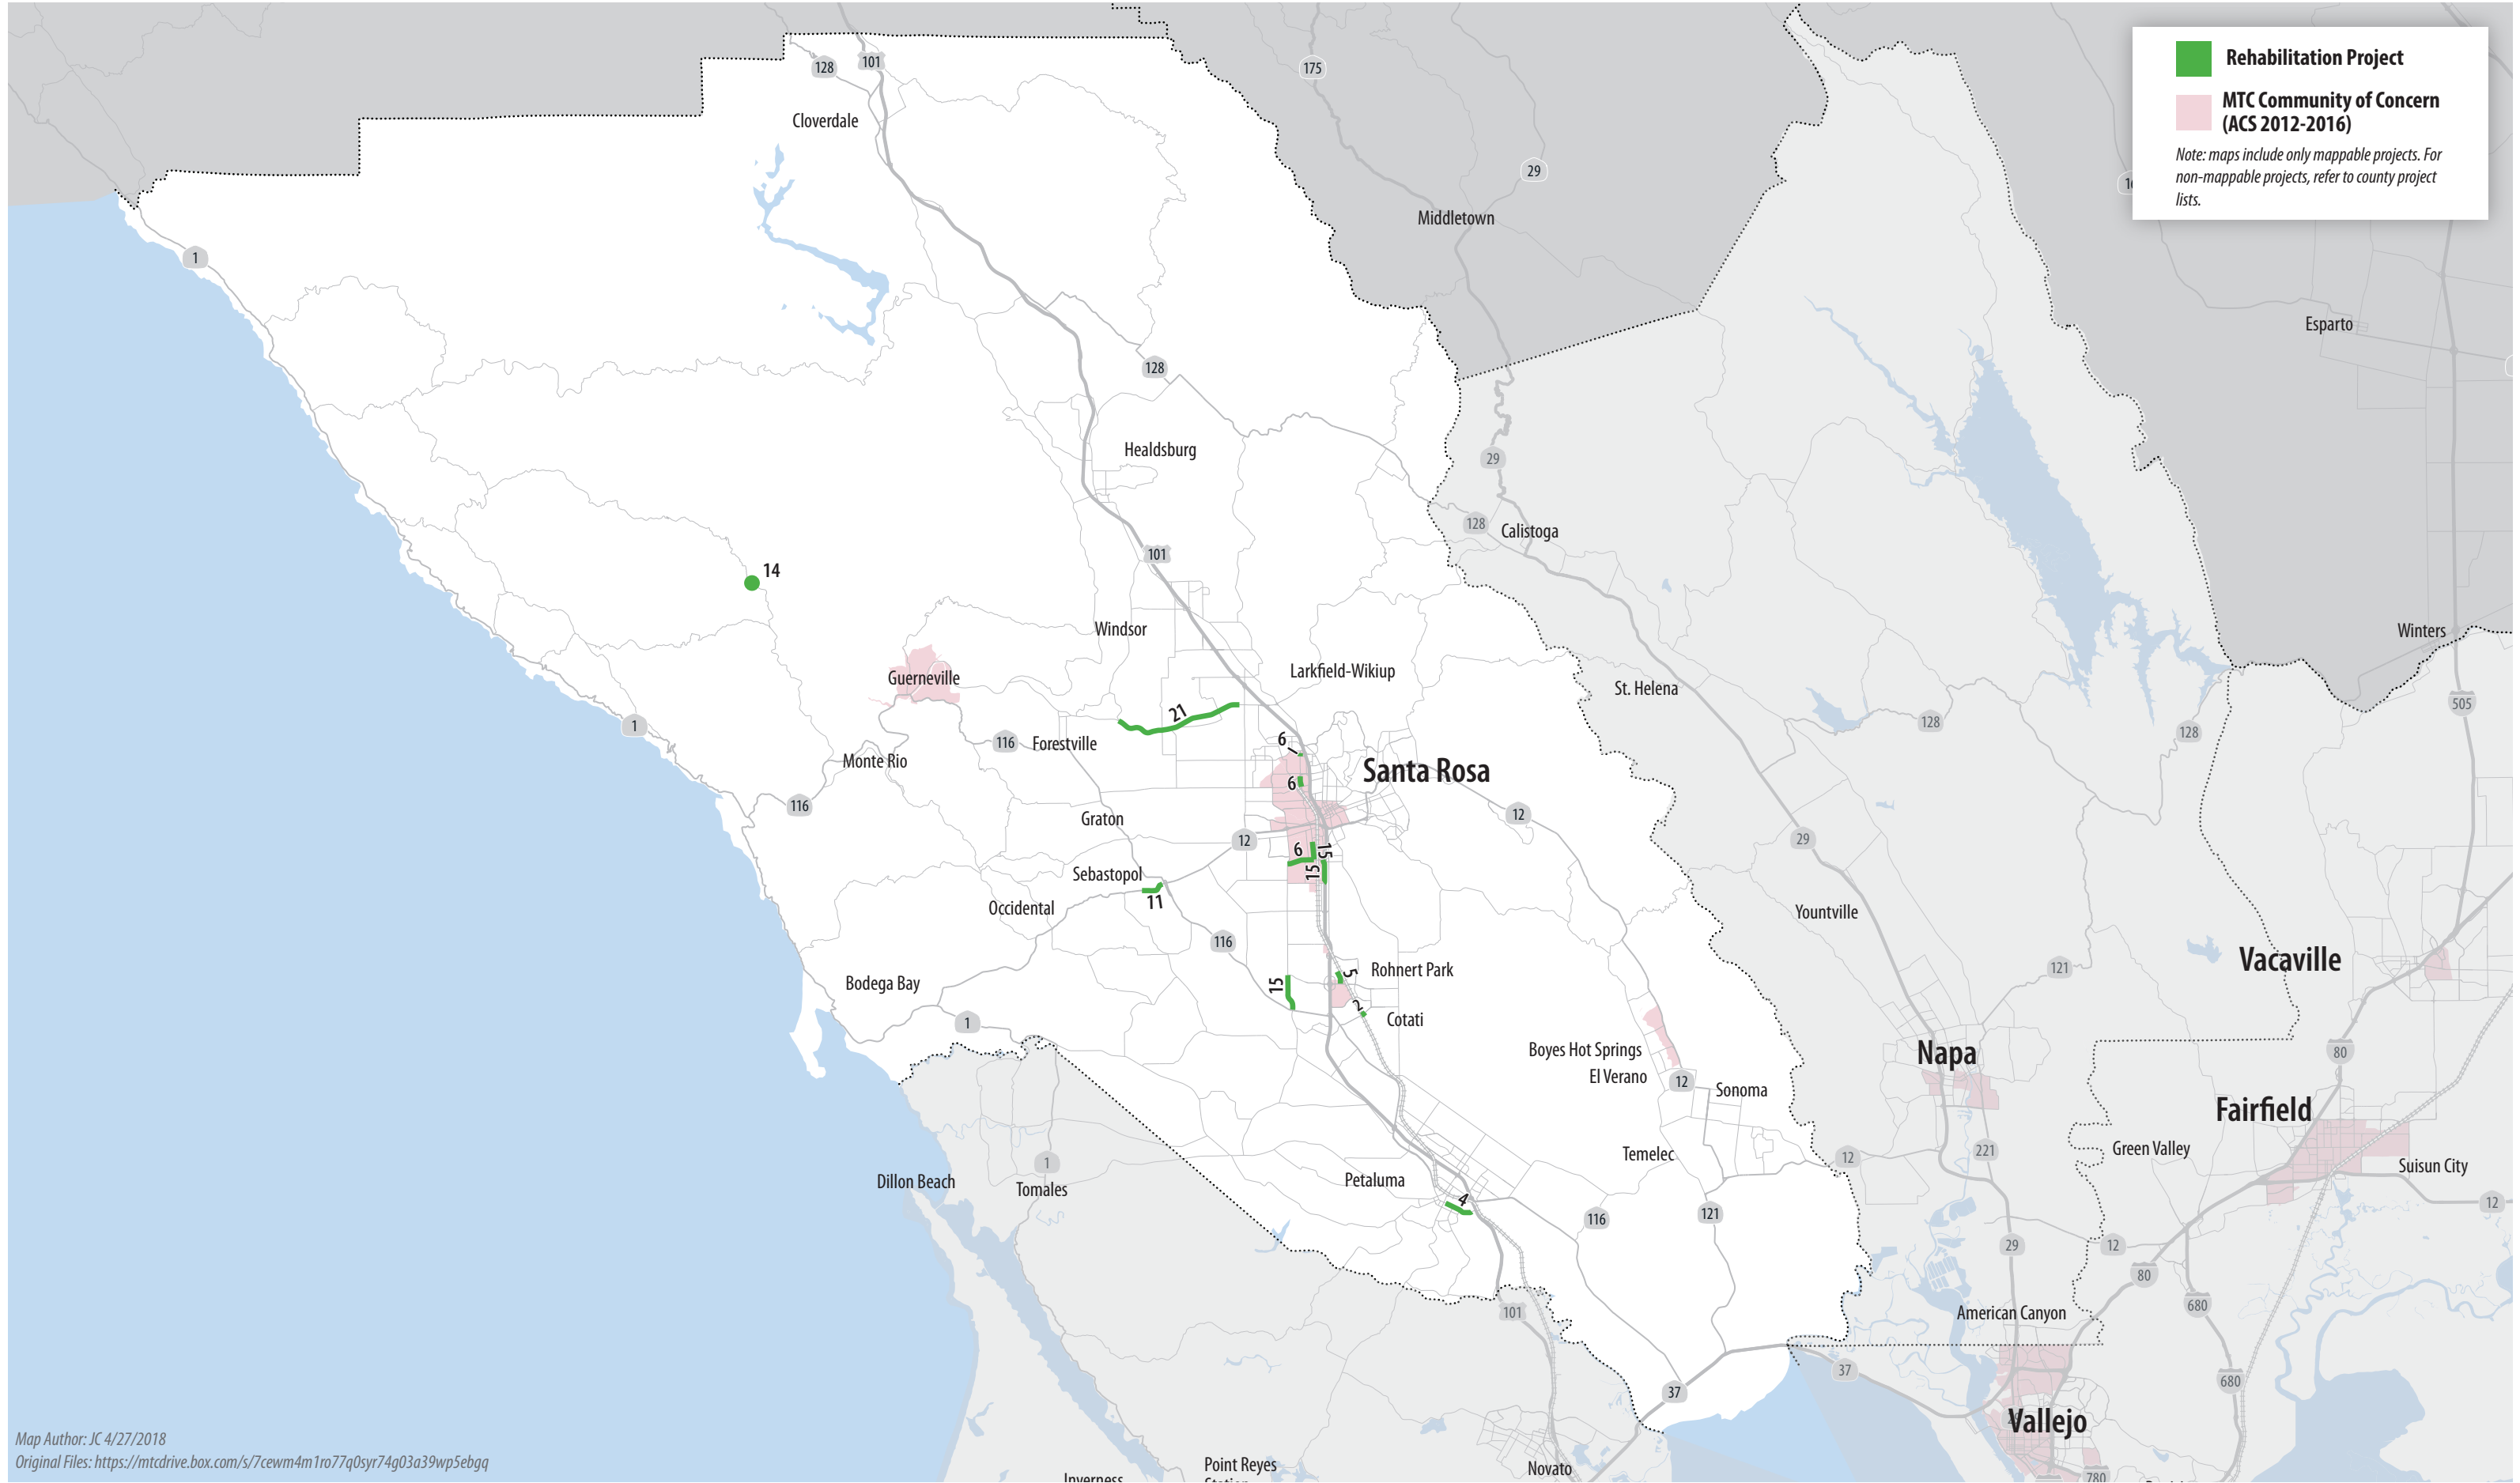 Rehabilitation Project
MTC Community of Concern
(ACS 2012-2016)
Note: maps include only mappable projects. For
non-mappable projects, refer to county project
lists.
128
101
175
Cloverdale
29
Middletown
1
Esparto
128
Healdsburg
29
128
Calistoga
101
14
Windsor
Winters
Larkfield-Wikiup
Guerneville
St. Helena
505
21
1
128
128
116
Forestville
6
Monte Rio
Santa Rosa
6
116
12
Graton
12
29
6
15
Sebastopol
15
11
Occidental
Yountville
116
Vacaville
121
Rohnert Park
5
Bodega Bay
15
2
1
Cotati
Boyes Hot Springs
Napa
80
El Verano
12
Sonoma
Fairfield
Green Valley
221
Temelec
12
1
Suisun City
Dillon Beach
Petaluma
Tomales
4
12
116
121
29
12
80
101
American Canyon
680
37
37
680
Vallejo
Map Author: JC 4/27/2018
Original Files: https://mtcdrive.box.com/s/7cewm4m1ro77q0syr74g03a39wp5ebgq
Point Reyes
Novato
Inverness
780